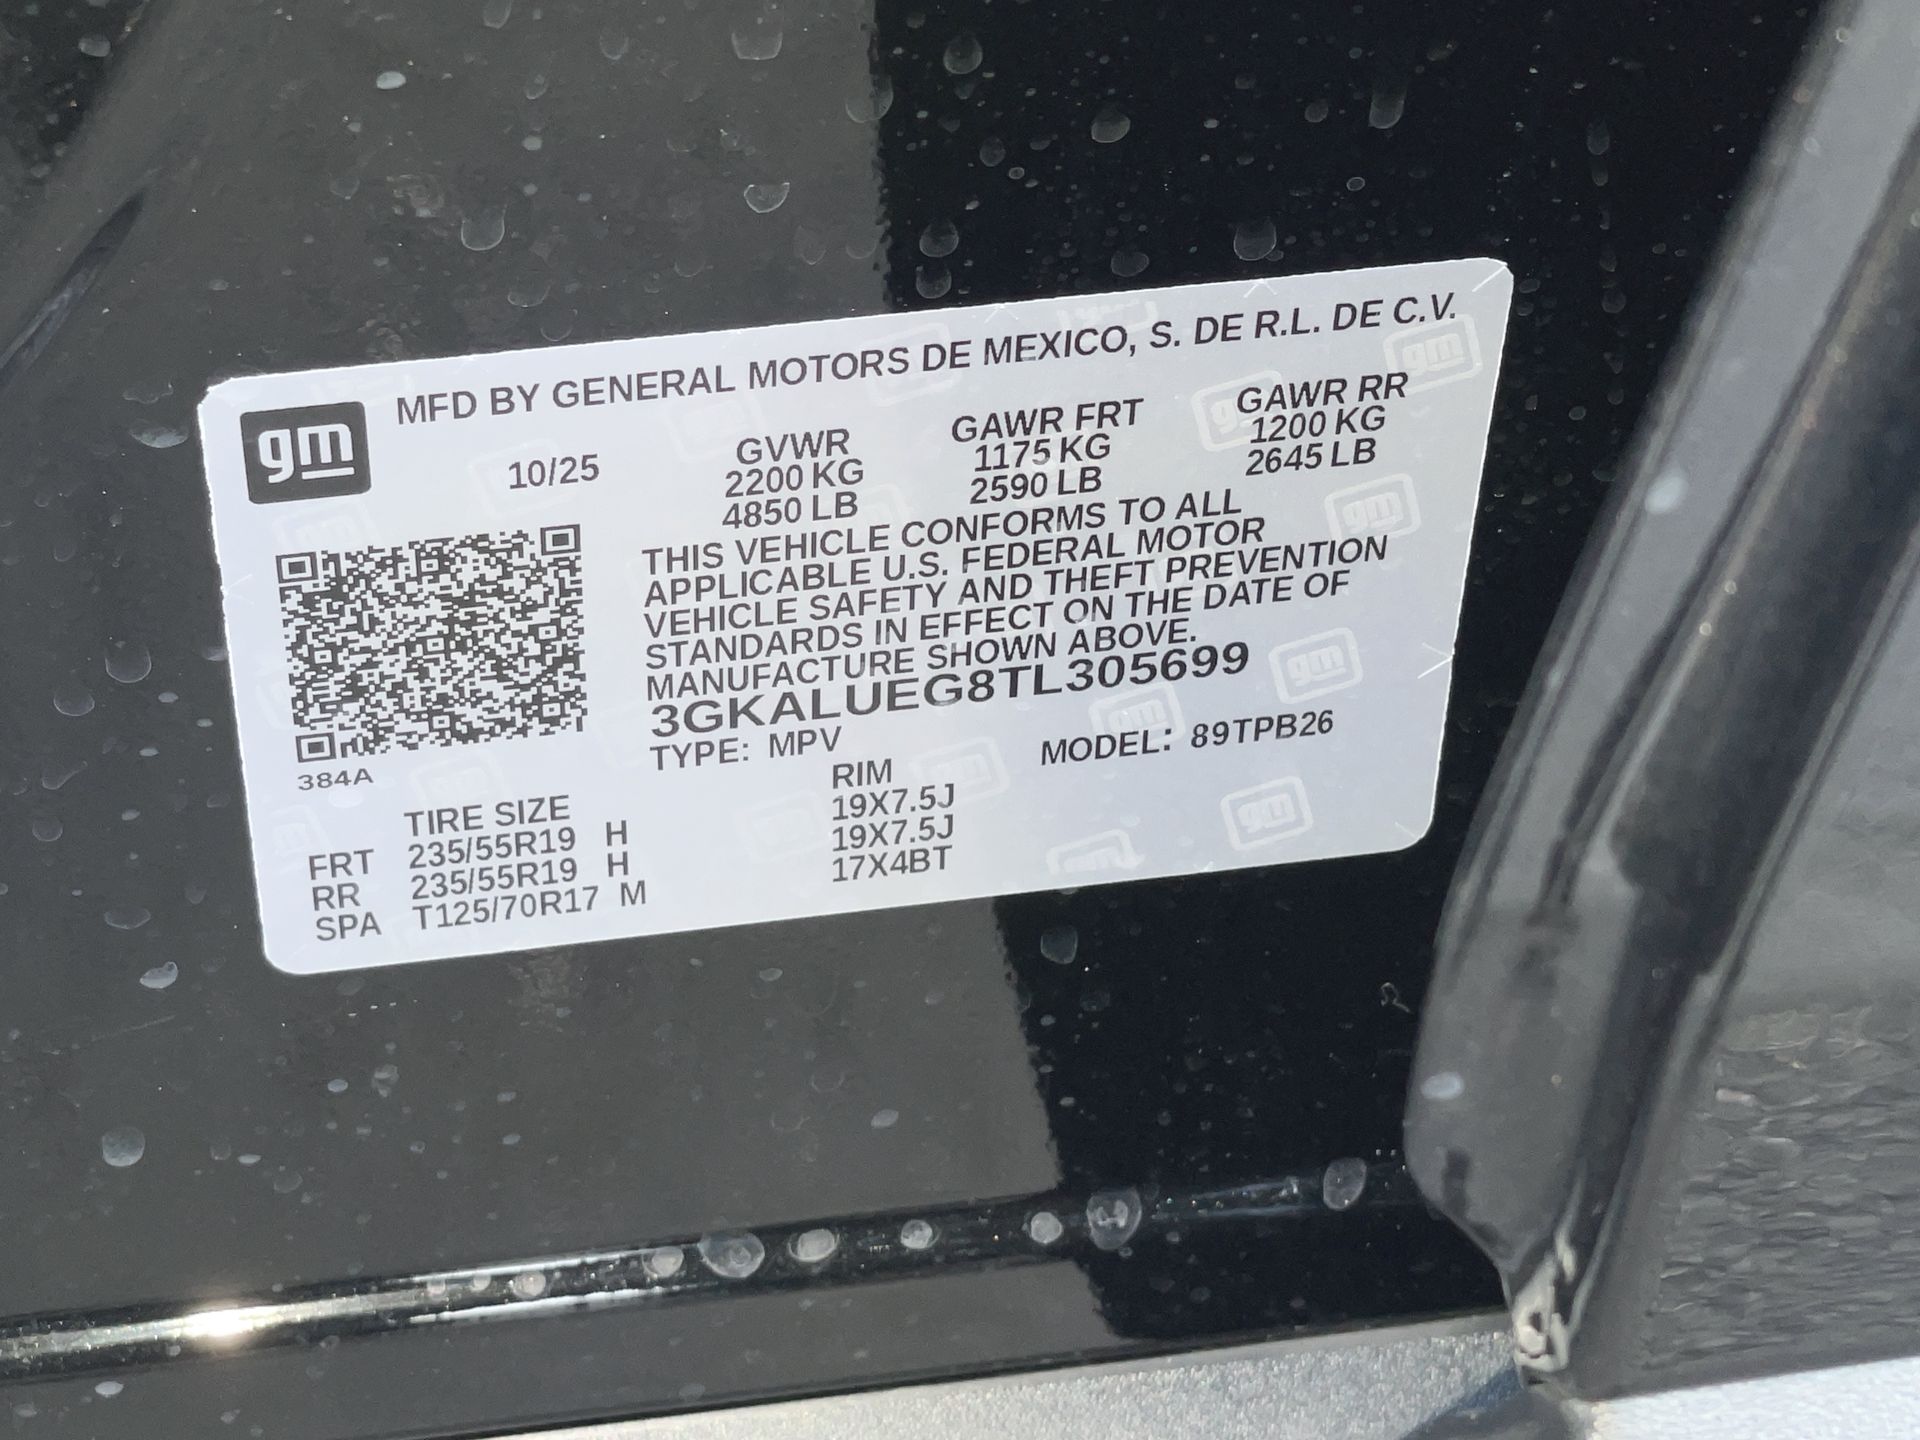 MFD BY GENERAL MOTORS DE MEXICO, S. DE R.L. DE C.V.
gm
10/25
GVWR
2200 KG
4850 LB
GAWR FRT
1175 KG
2590 LB
GAWR RR
1200 KG
2645 LB
THIS VEHICLE CONFORMS TO ALL
APPLICABLE U.S. FEDERAL MOTOR
VEHICLE SAFETY AND THEFT PREVENTION
STANDARDS IN EFFECT ON THE DATE OF
MANUFACTURE SHOWN ABOVE.
3GKALUEG8TL305699
TYPE: MPV MODEL: 89TPB26
384A
TIRE SIZE RIM
FRT 235/55R19 H 19X7.5J
RR 235/55R19 H 19X7.5J
SPA T125/70R17 M 17X4BT